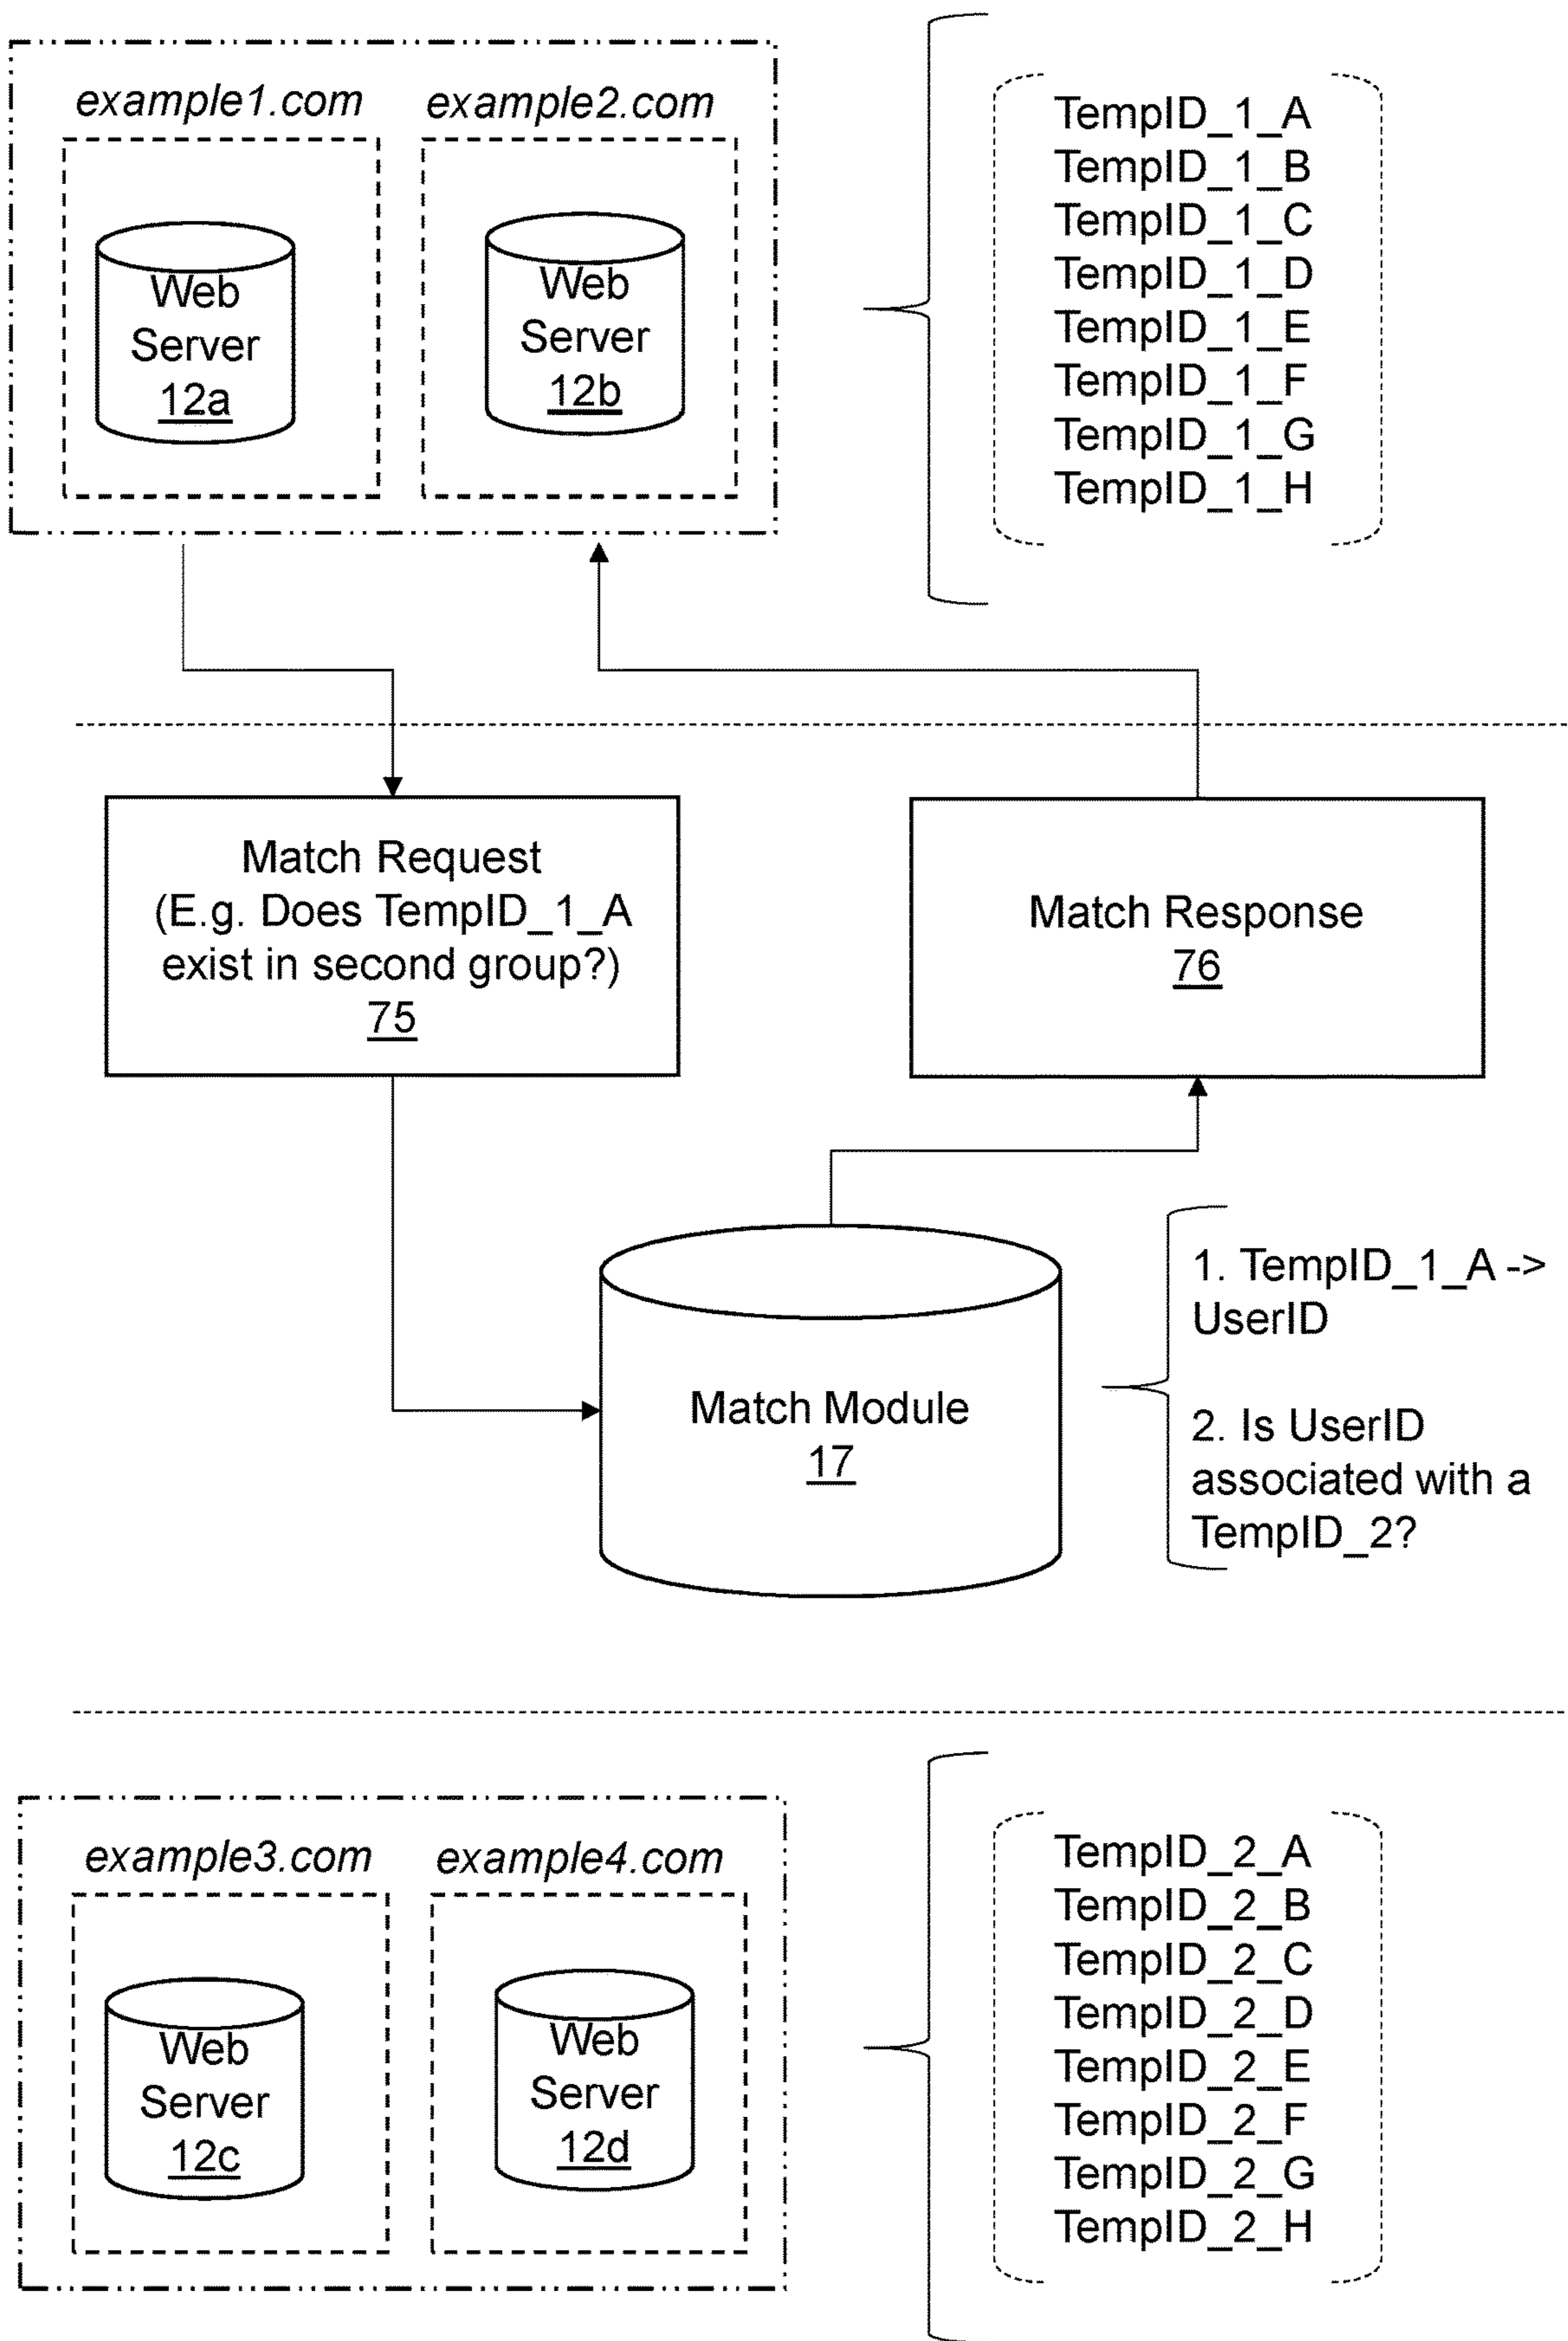 example1.com
example2.com
Web
Server
12a
Web
Server
12b
TempID_1_A
TempID_1_B
TempID_1_C
TempID_1_D
TempID_1_E
TempID_1_F
TempID_1_G
TempID_1_H
Match Request
(E.g. Does TempID_1_A
exist in second group?)
75
Match Response
76
Match Module
17
1. TempID_1_A ->
UserID
2. Is UserID
associated with a
TempID_2?
example3.com
example4.com
Web
Server
12c
Web
Server
12d
TempID_2_A
TempID_2_B
TempID_2_C
TempID_2_D
TempID_2_E
TempID_2_F
TempID_2_G
TempID_2_H